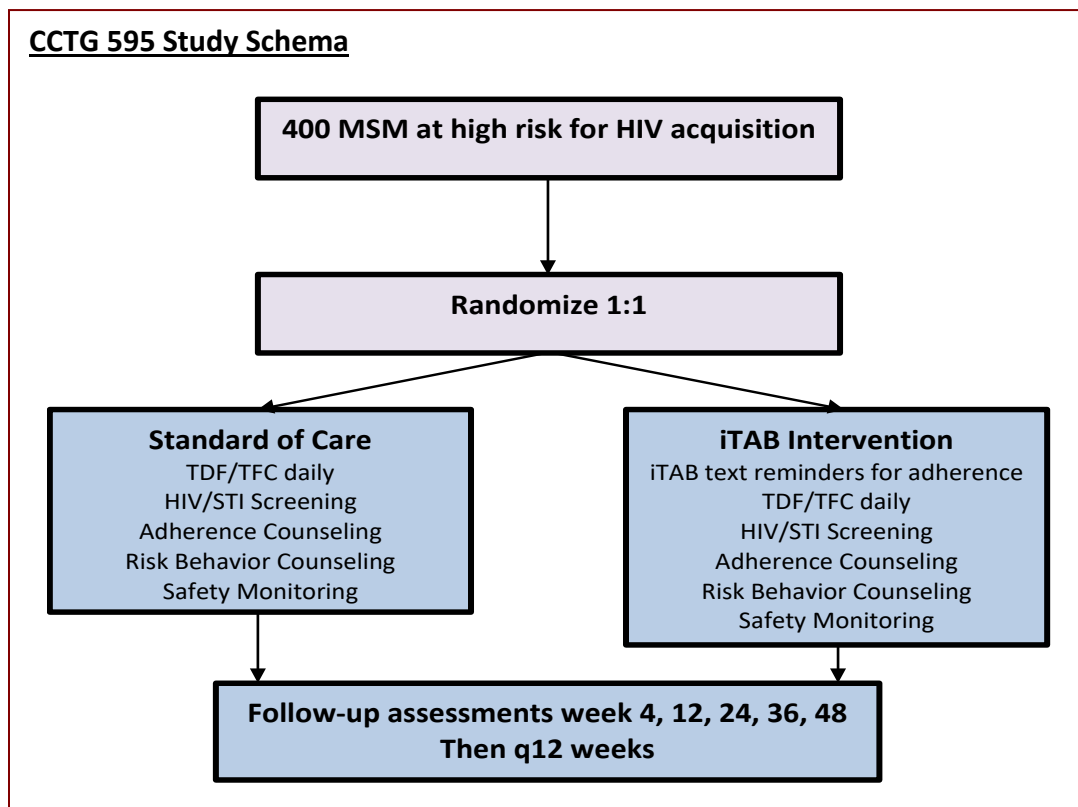 CCTG 595 Study Schema
400 MSM at high risk for HIV acquisition
Randomize 1:1
Standard of Care
TDF/TFC daily
HIV/STI Screening
Adherence Counseling
Risk Behavior Counseling
Safety Monitoring
iTAB Intervention
iTAB text reminders for adherence
TDF/TFC daily
HIV/STI Screening
Adherence Counseling
Risk Behavior Counseling
Safety Monitoring
Follow-up assessments week 4, 12, 24, 36, 48
Then q12 weeks